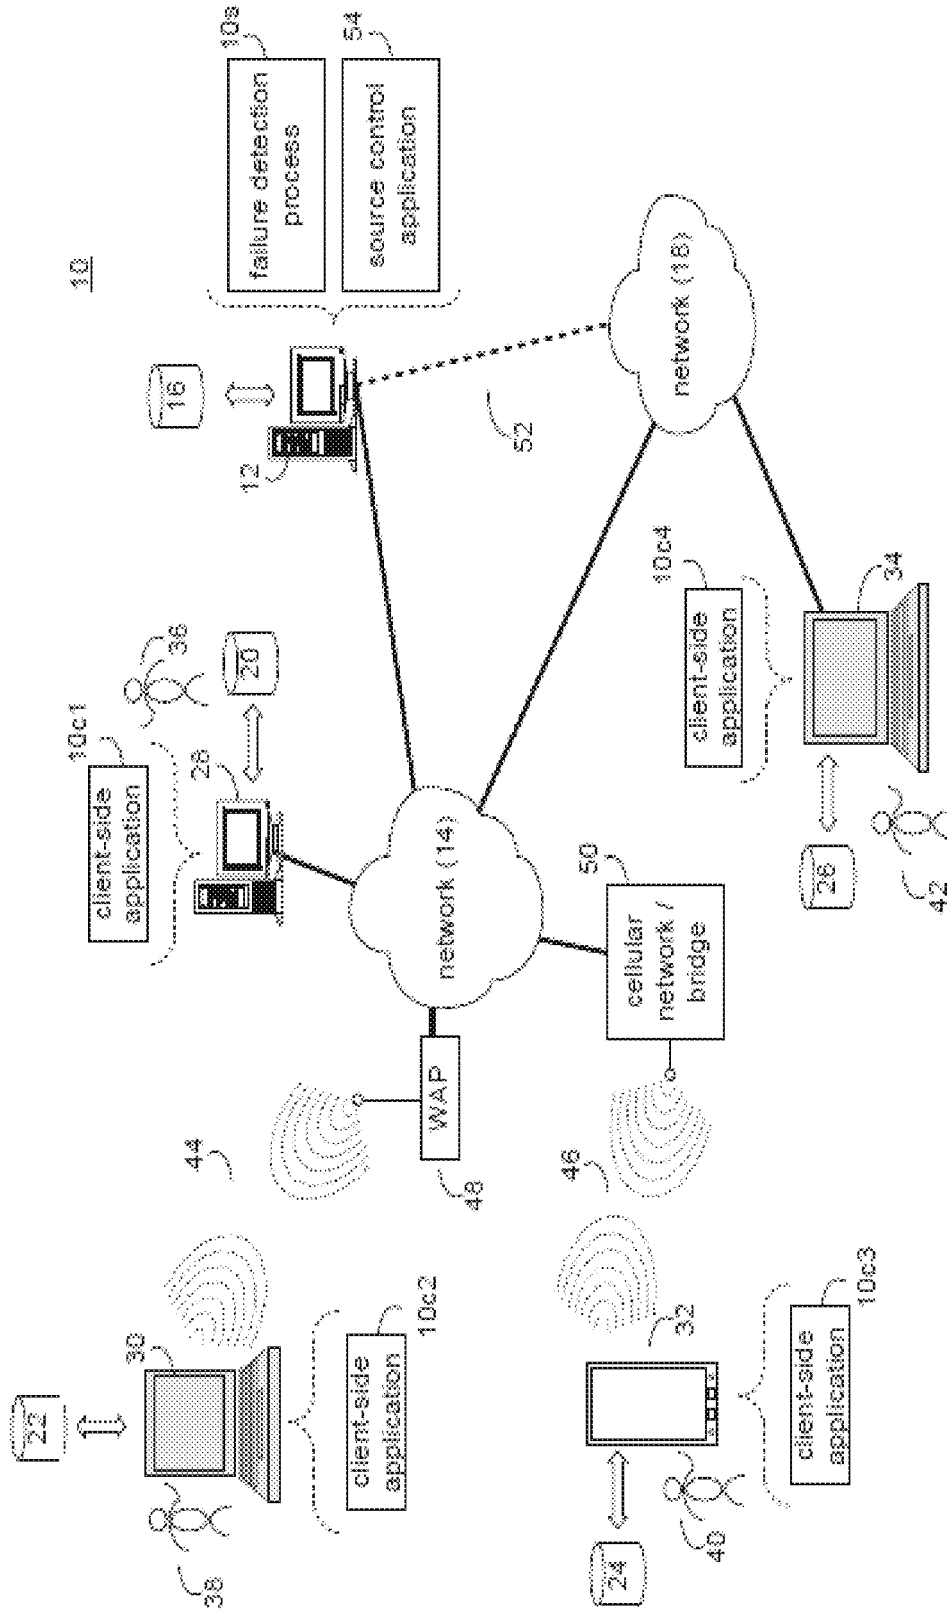 22
10c1
10
client-side
application
30
16
36
44
28
38
10s
20
12
failure detection
process
54
client-side
application
source control
application
10c2
WAP
network (14)
48
52
46
50
24
cellular
network /
bridge
10c4
network (18)
32
client-side
application
40
client-side
application
26
10c3
34
42